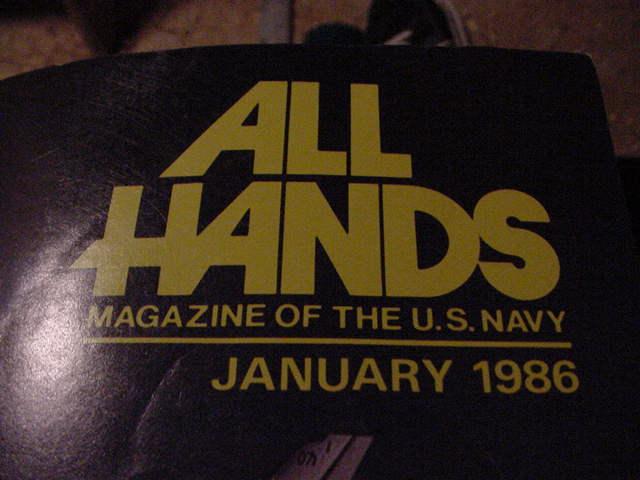 ALL
HANDS
MAGAZINE OF THE U.S. NAVY
JANUARY 1986